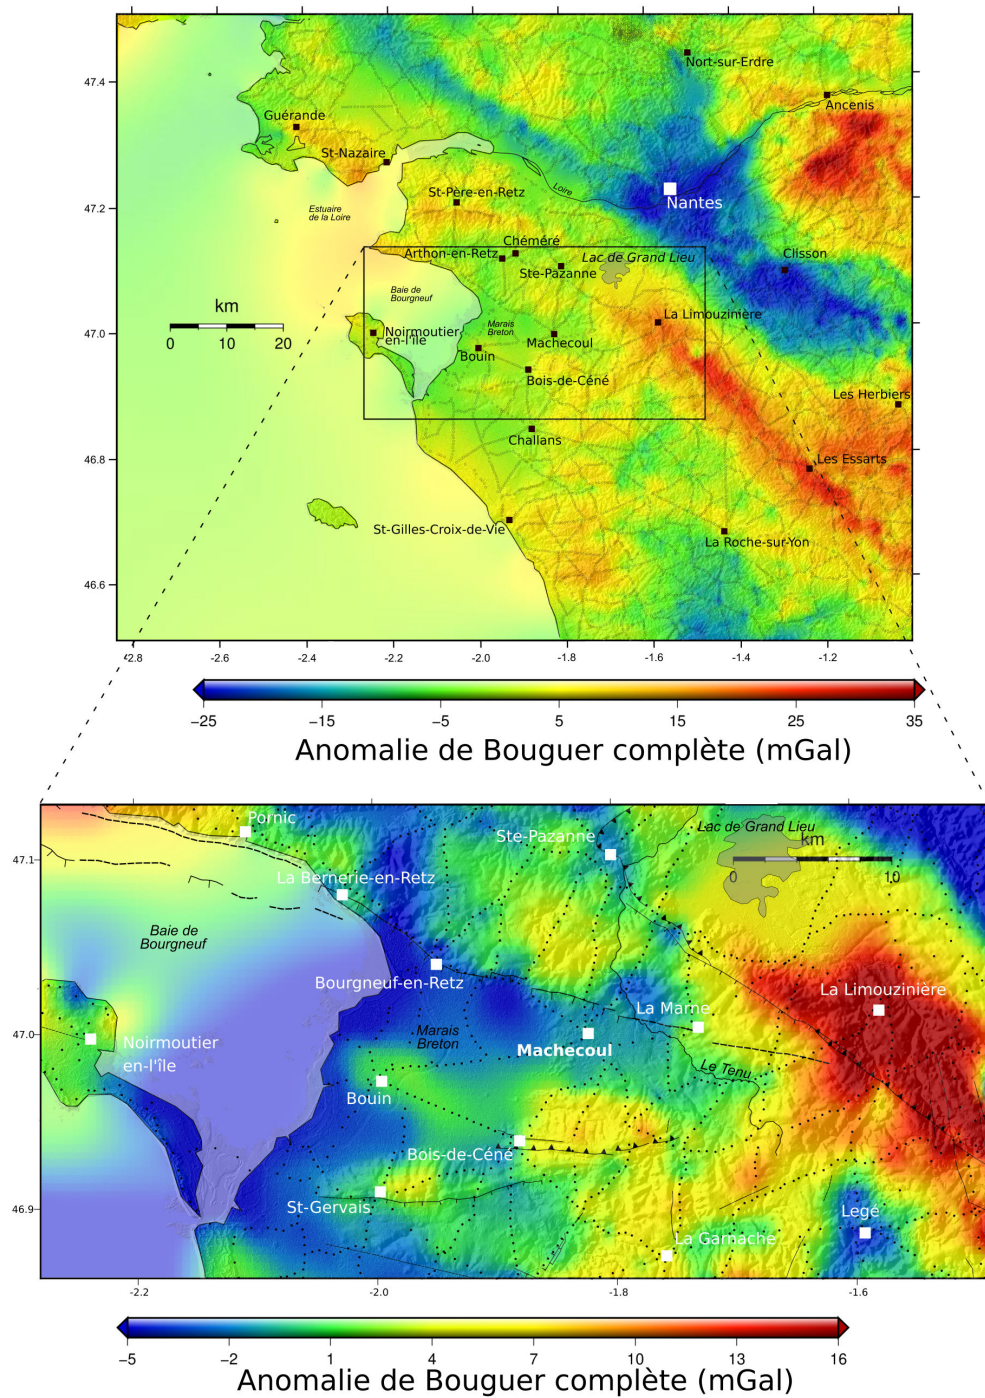 47.4
47.2
47.0
46.8
46.6
Nort-sur-Erdre
Ancenis
Guérande
St-Nazaire
Loire
Nantes
St-Père-en-Retz
Estuaire
de la Loire
Chéméré
Arthon-en-Retz
Lac de Grand Lieu
Ste-Pazanne
Clisson
Baie de
Bourgneuf
km
0 10 20
La Limouzinière
Marais
Breton
Noirmoutier
en-l'île
Machecoul
Bouin
Bois-de-Céné
Les Herbiers
Challans
Les Essarts
St-Gilles-Croix-de-Vie
La Roche-sur-Yon
-2.8 -2.6 -2.4 -2.2 -2.0 -1.8 -1.6 -1.4 -1.2
−25 −15 −5 5 15 25 35
Anomalie de Bouguer complète (mGal)
47.1
47.0
46.9
Pornic
Ste-Pazanne
Lac de Grand Lieu
km
0 10
La Bernerie-en-Retz
Baie de
Bourgneuf
Bourgneuf-en-Retz
La Limouzinière
La Marne
Marais
Breton
Noirmoutier
en-l'île
Machecoul
Le Tenu
Bouin
Bois-de-Céné
St-Gervais
Legé
La Garnache
-2.2 -2.0 -1.8 -1.6
−5 −2 1 4 7 10 13 16
Anomalie de Bouguer complète (mGal)